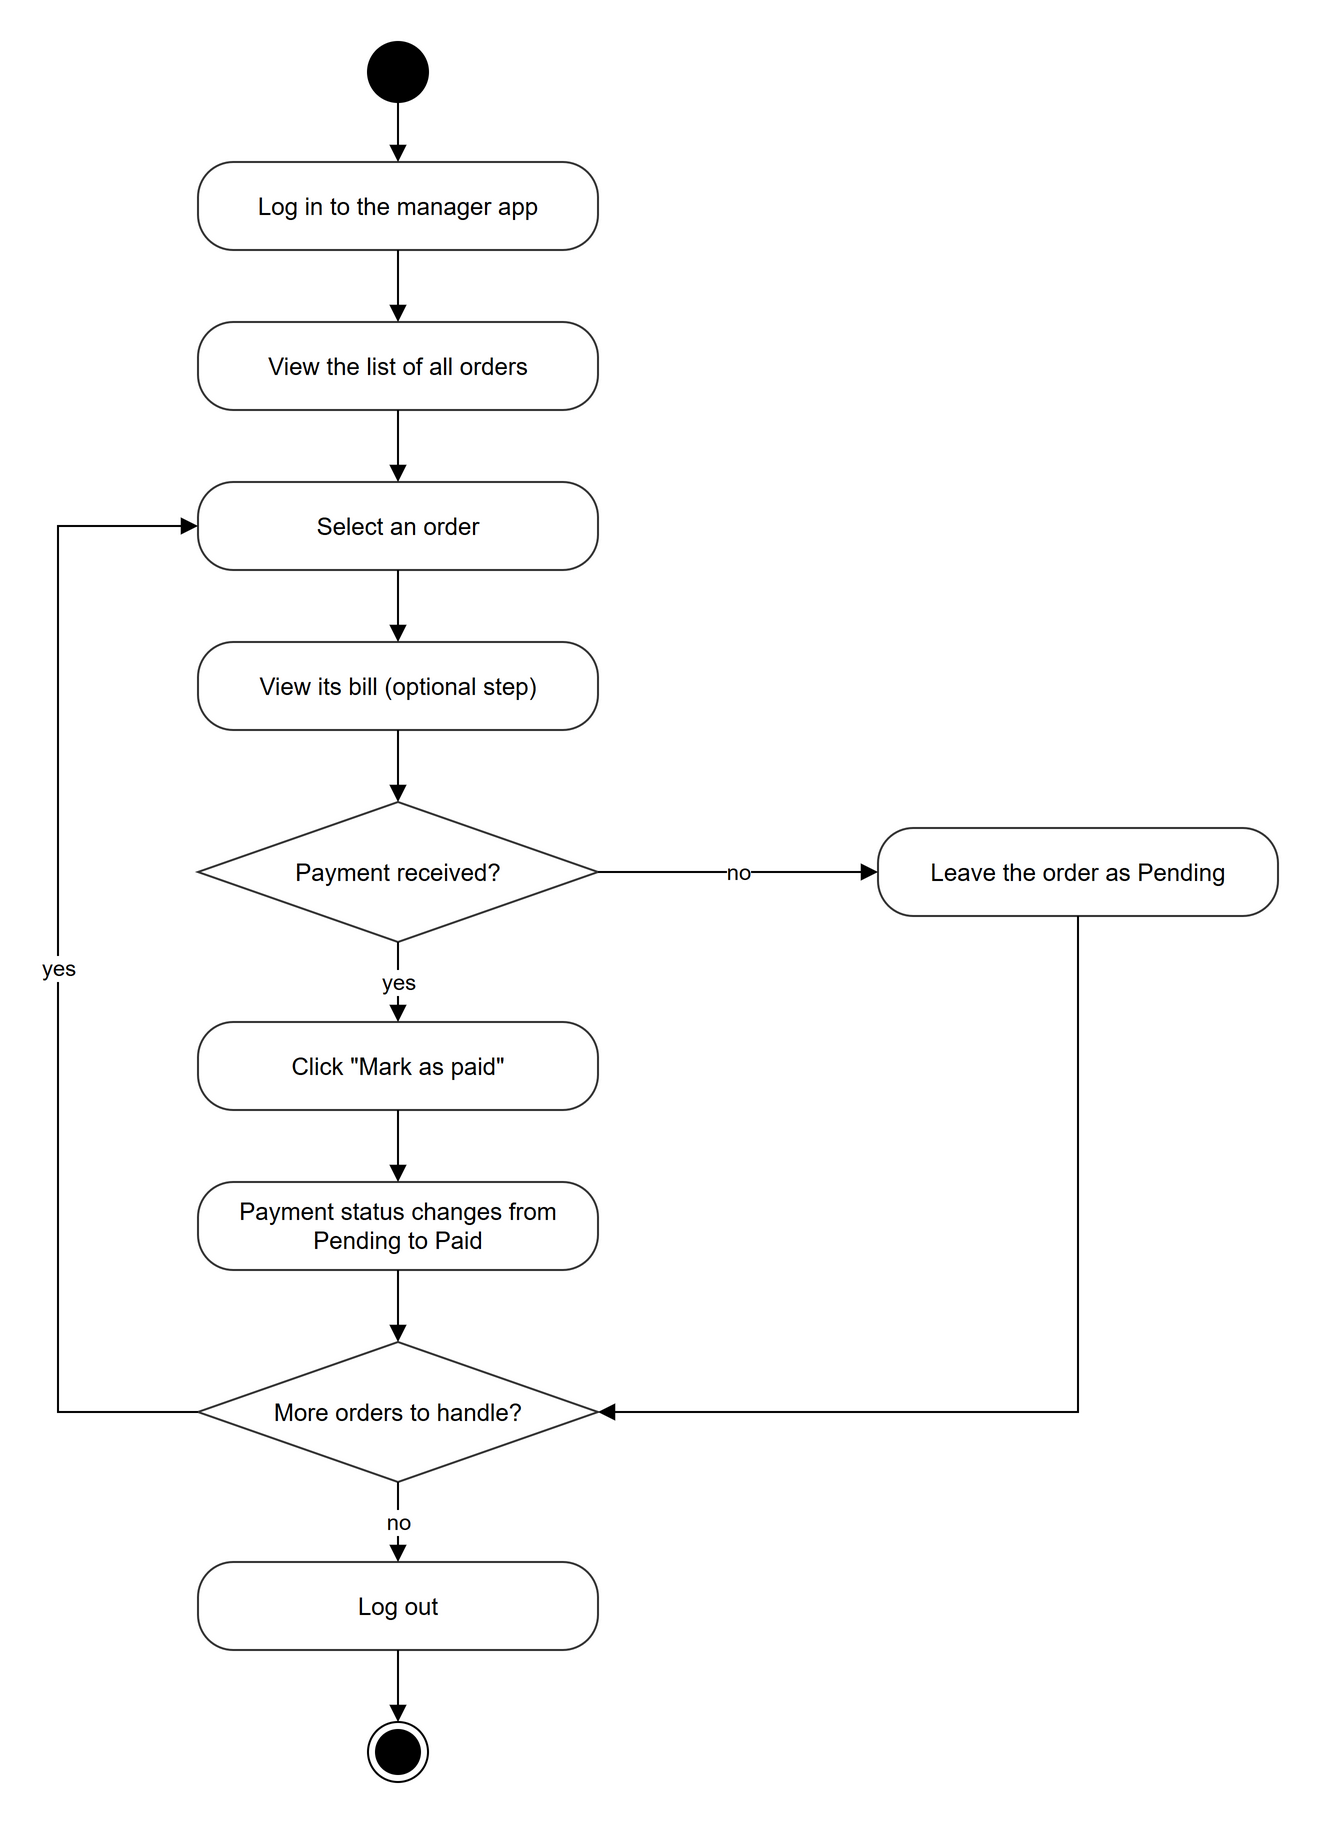 Log in to the manager app
View the list of all orders
Select an order
View its bill (optional step)
Payment received?
no
Leave the order as Pending
yes
yes
Click "Mark as paid"
Payment status changes from
Pending to Paid
More orders to handle?
no
Log out